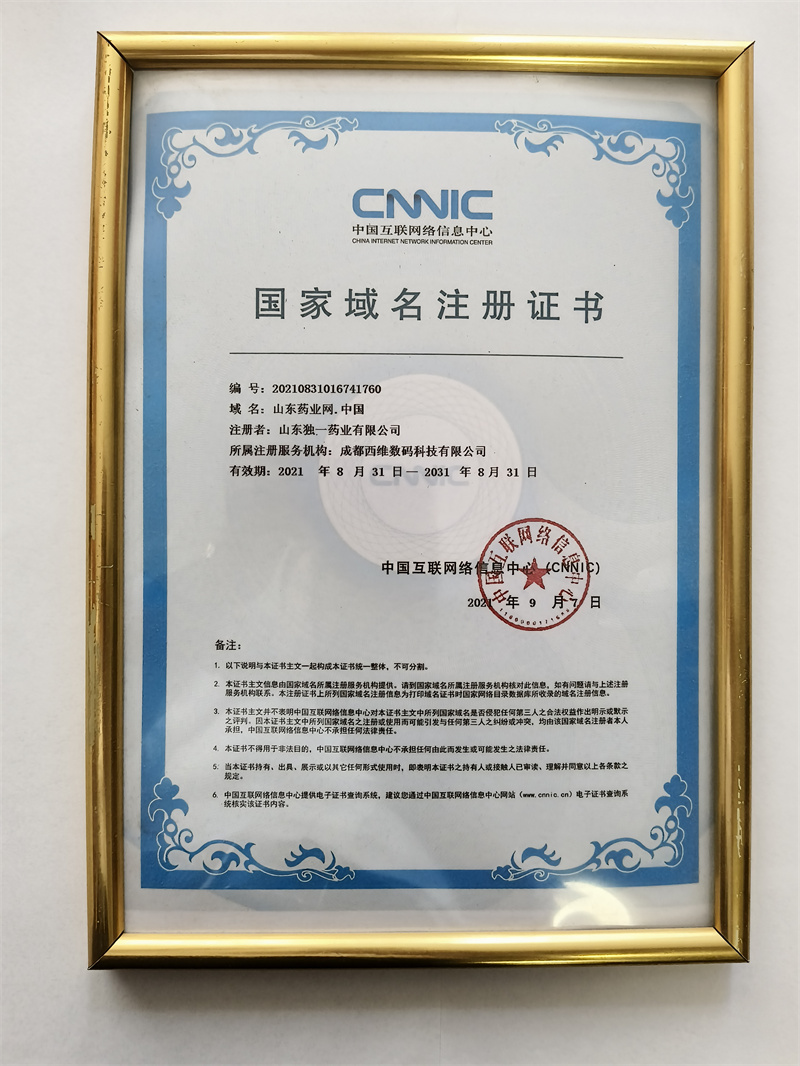 CNNIC
中国互联网络信息中心
CHINA INTERNET NETWORK INFORMATION CENTER
国家域名注册证书
编 号：20210831016741760
域 名：山东药业网.中国
注册者：山东独一药业有限公司
所属注册服务机构：成都西维数码科技有限公司
有效期：2021 年 8 月 31 日— 2031 年 8 月 31 日
CNNIC
中国互联网络信息中心（CNNIC）
中国互联网络信息中心
2021 年 9 月 7 日
备注：
1. 以下说明与本证书主文一起构成本证书统一整体，不可分割。
2. 本证书主文信息由国家域名所属注册服务机构提供。请到国家域名所属注册服务机构核对此信息，如有问题请与上述注册
服务机构联系。本注册证书上所列国家域名注册信息为打印域名证书时国家网络目录数据库所收录的域名注册信息。
3. 本证书主文并不表明中国互联网络信息中心对本证书主文中所列国家域名是否侵犯任何第三人之合法权益作出明示或默示
之评判。因本证书主文中所列国家域名之注册或使用而可能引发与任何第三人之纠纷或冲突，均由该国家域名注册者本人
承担，中国互联网络信息中心不承担任何法律责任。
4. 本证书不得用于非法目的，中国互联网络信息中心不承担任何由此而发生或可能发生之法律责任。
5. 当本证书持有、出具、展示或以其它任何形式使用时，即表明本证书之持有人或接触人已审读、理解并同意以上各条款之
规定。
6. 中国互联网络信息中心提供电子证书查询系统，建议您通过中国互联网络信息中心网站（www.cnnic.cn）电子证书查询系
统核实该证书内容。